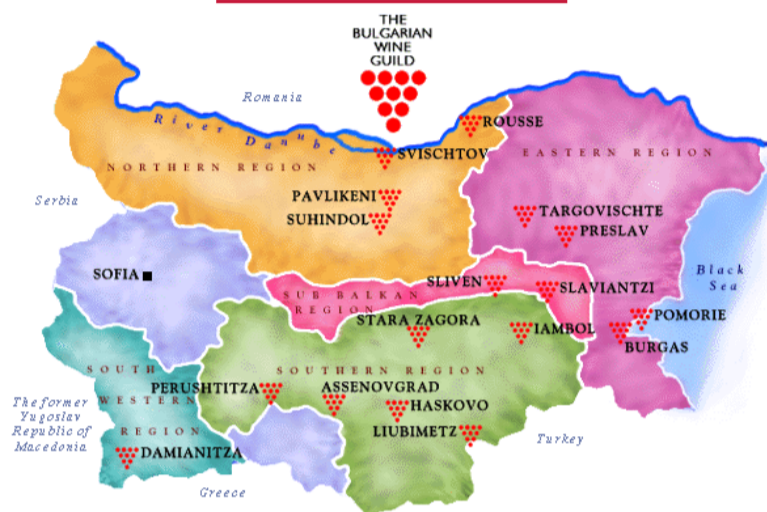 THE
BULGARIAN
WINE
GUILD
Romania
River Danube
ROUSSE
SVISCHTOV
EASTERN REGION
NORTHERN REGION
PAVLIKENI
Serbia
SUHINDOL
TARGOVISCHTE
PRESLAV
SOFIA
Black
Sea
SLIVEN
SLAVIANTZI
SUB BALKAN
REGION
POMORIE
STARA ZAGORA
IAMBOL
BURGAS
SOUTH
WESTERN
REGION
SOUTHERN REGION
PERUSHTITZA
ASSENOVGRAD
HASKOVO
The former
Yugoslav
Republic of
Macedonia
LIUBIMETZ
Turkey
DAMIANITZA
Greece